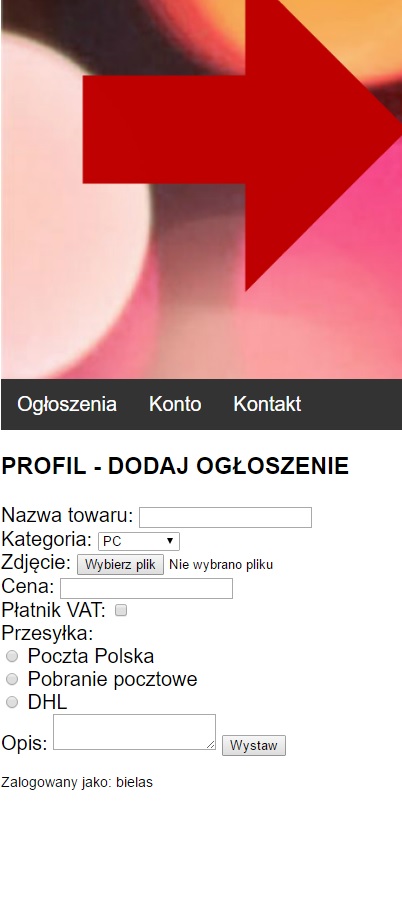 Ogłoszenia Konto Kontakt
PROFIL - DODAJ OGŁOSZENIE
Nazwa towaru:
Kategoria: PC
Zdjęcie: Wybierz plik Nie wybrano pliku
Cena:
Płatnik VAT:
Przesyłka:
Poczta Polska
Pobranie pocztowe
DHL
Opis: Wystaw
Zalogowany jako: bielas